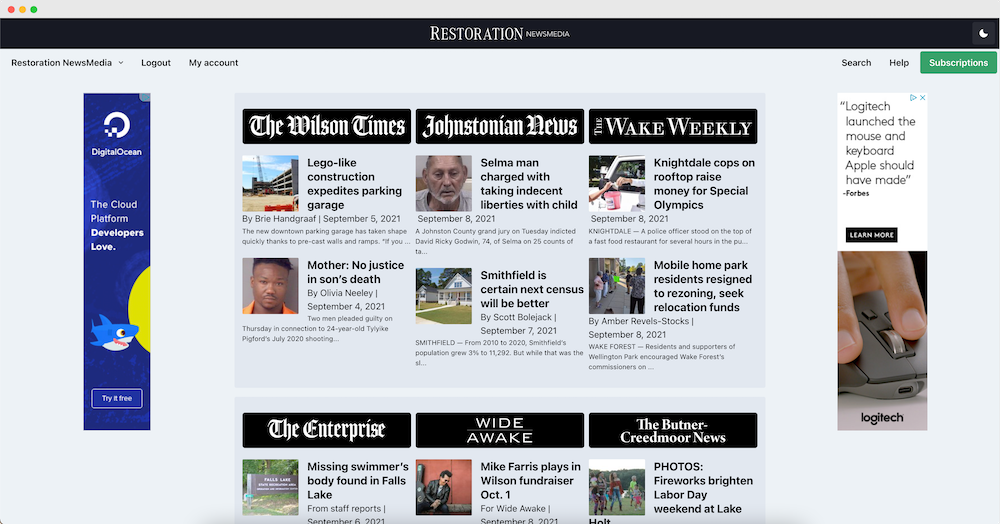 RESTORATION NEWSMEDIA
Restoration NewsMedia
Logout
My account
Search
Help
Subscriptions
DigitalOcean
The Cloud
Platform
Developers
Love.
Try it free
The Wilson Times
Lego-like
construction
expedites parking
garage
By Brie Handgraaf | September 5, 2021
The new downtown parking garage has taken shape
quickly thanks to pre-cast walls and ramps. "If you ...
Mother: No justice
in son's death
By Olivia Neeley |
September 4, 2021
Two men pleaded guilty on
Thursday in connection to 24-year-old Tylyike
Pigford's July 2020 shooting...
Johnstonian News
Selma man
charged with
taking indecent
liberties with child
September 8, 2021
A Johnston County grand jury on Tuesday indicted
David Ricky Godwin, 74, of Selma on 25 counts of
ta...
Smithfield is
certain next census
will be better
By Scott Bolejack |
September 7, 2021
SMITHFIELD — From 2010 to 2020, Smithfield's
population grew 3% to 11,292. But while that was the
sl...
THE WAKE WEEKLY
Knightdale cops on
rooftop raise
money for Special
Olympics
September 8, 2021
KNIGHTDALE — A police officer stood on the top of
a fast food restaurant for several hours in the pu...
Mobile home park
residents resigned
to rezoning, seek
relocation funds
By Amber Revels-Stocks |
September 8, 2021
WAKE FOREST — Residents and supporters of
Wellington Park encouraged Wake Forest's
commissioners on ...
"Logitech
launched the
mouse and
keyboard
Apple should
have made"
-Forbes
LEARN MORE
logitech
The Enterprise
Missing swimmer's
body found in Falls
Lake
From staff reports |
September 6, 2021
FALLS LAKE
WIDE
AWAKE
Mike Farris plays in
Wilson fundraiser
Oct. 1
For Wide Awake |
September 8, 2021
The Butner-
Creedmoor News
PHOTOS:
Fireworks brighten
Labor Day
weekend at Lake
Holt